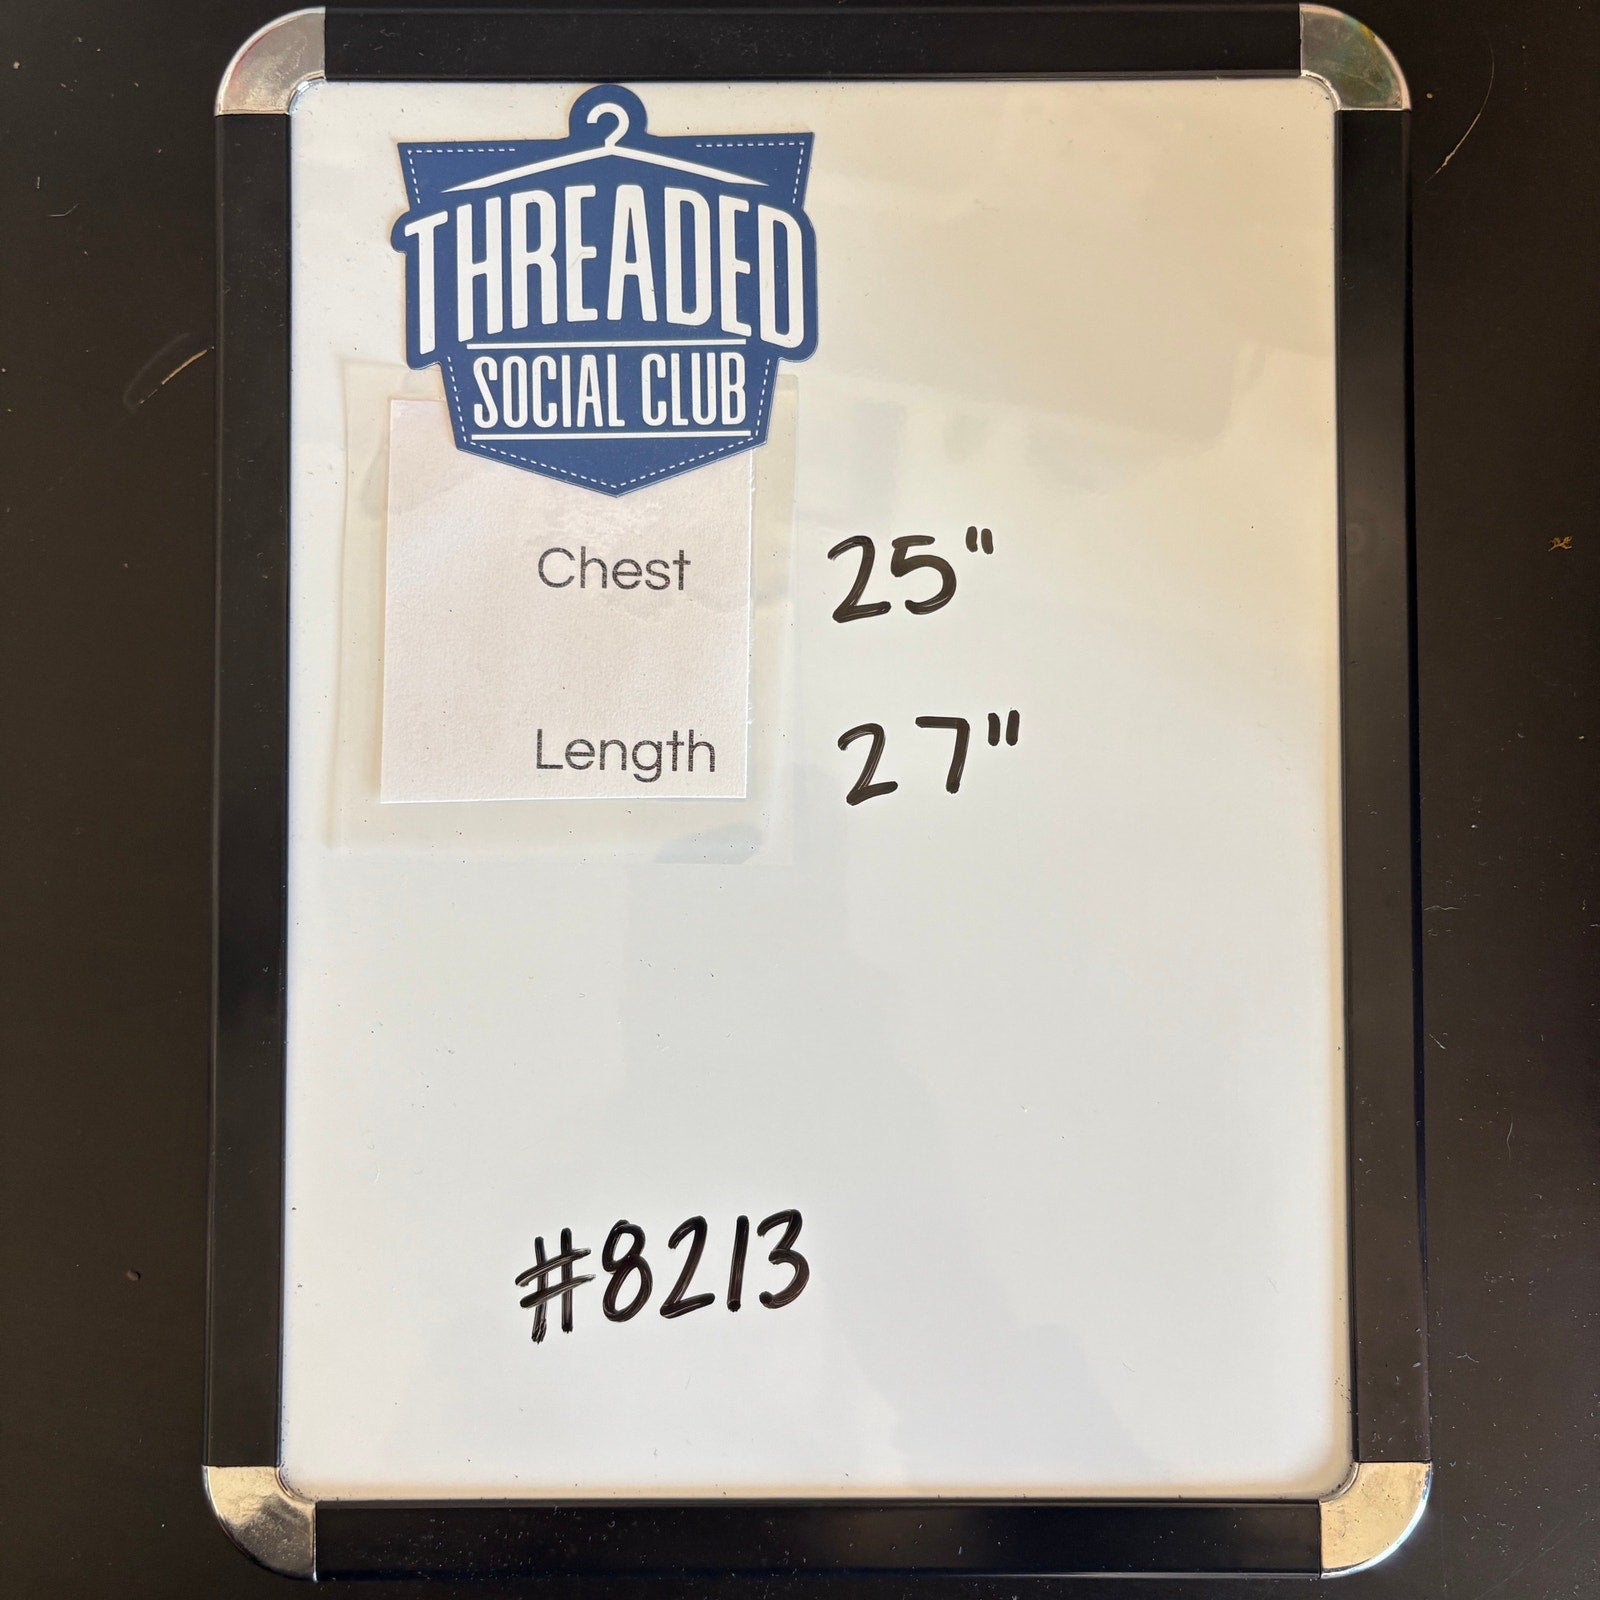 THREADED
SOCIAL CLUB
Chest 25"
Length 27"
#8213